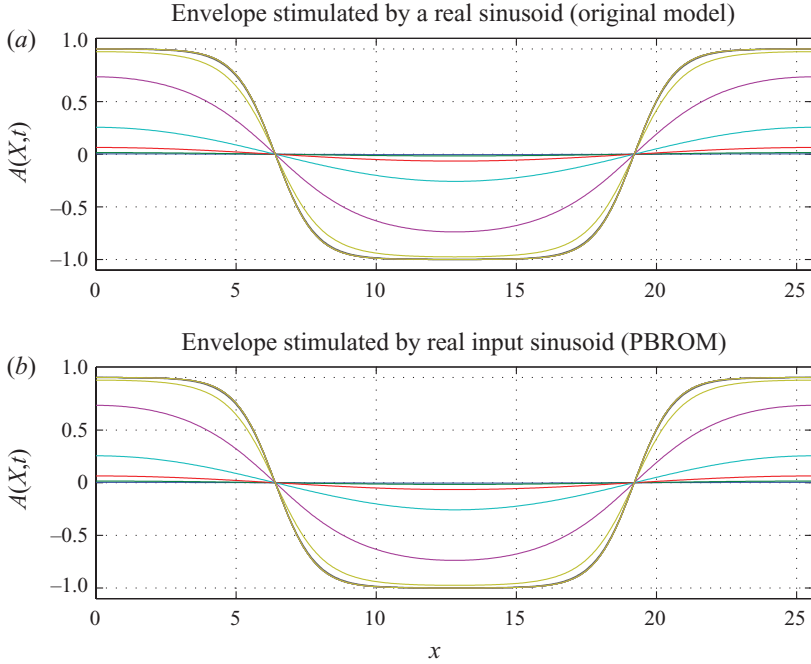 Envelope stimulated by a real sinusoid (original model)
(a)
1.0
0.5
0
–0.5
–1.0
A(X,t)
0 5 10 15 20 25
Envelope stimulated by real input sinusoid (PBROM)
(b)
1.0
0.5
0
–0.5
–1.0
A(X,t)
0 5 10 15 20 25
x